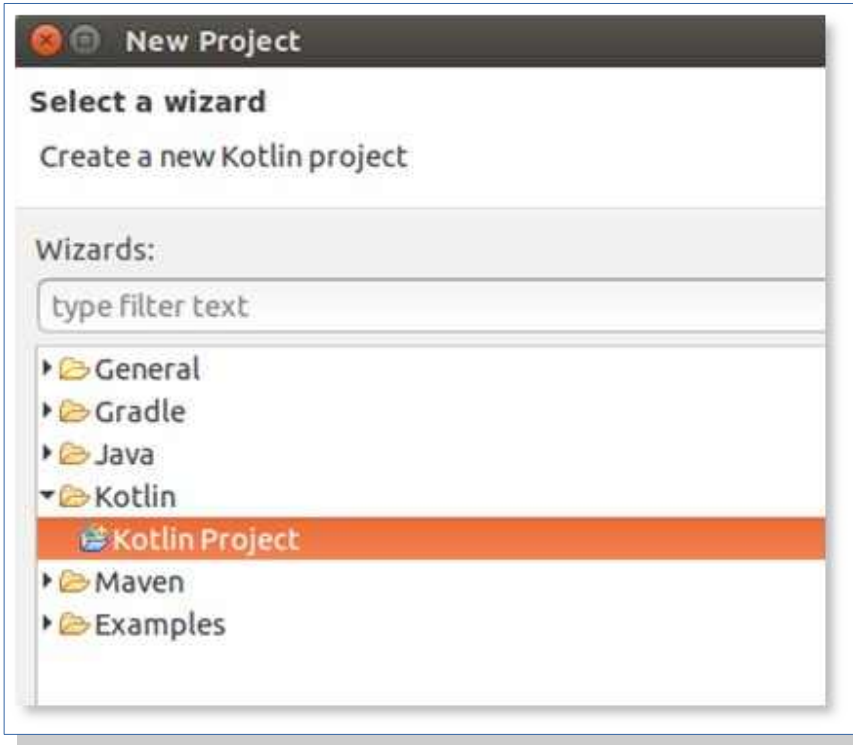 New Project
Select a wizard
Create a new Kotlin project
Wizards:
type filter text
General
Gradle
Java
Kotlin
Kotlin Project
Maven
Examples